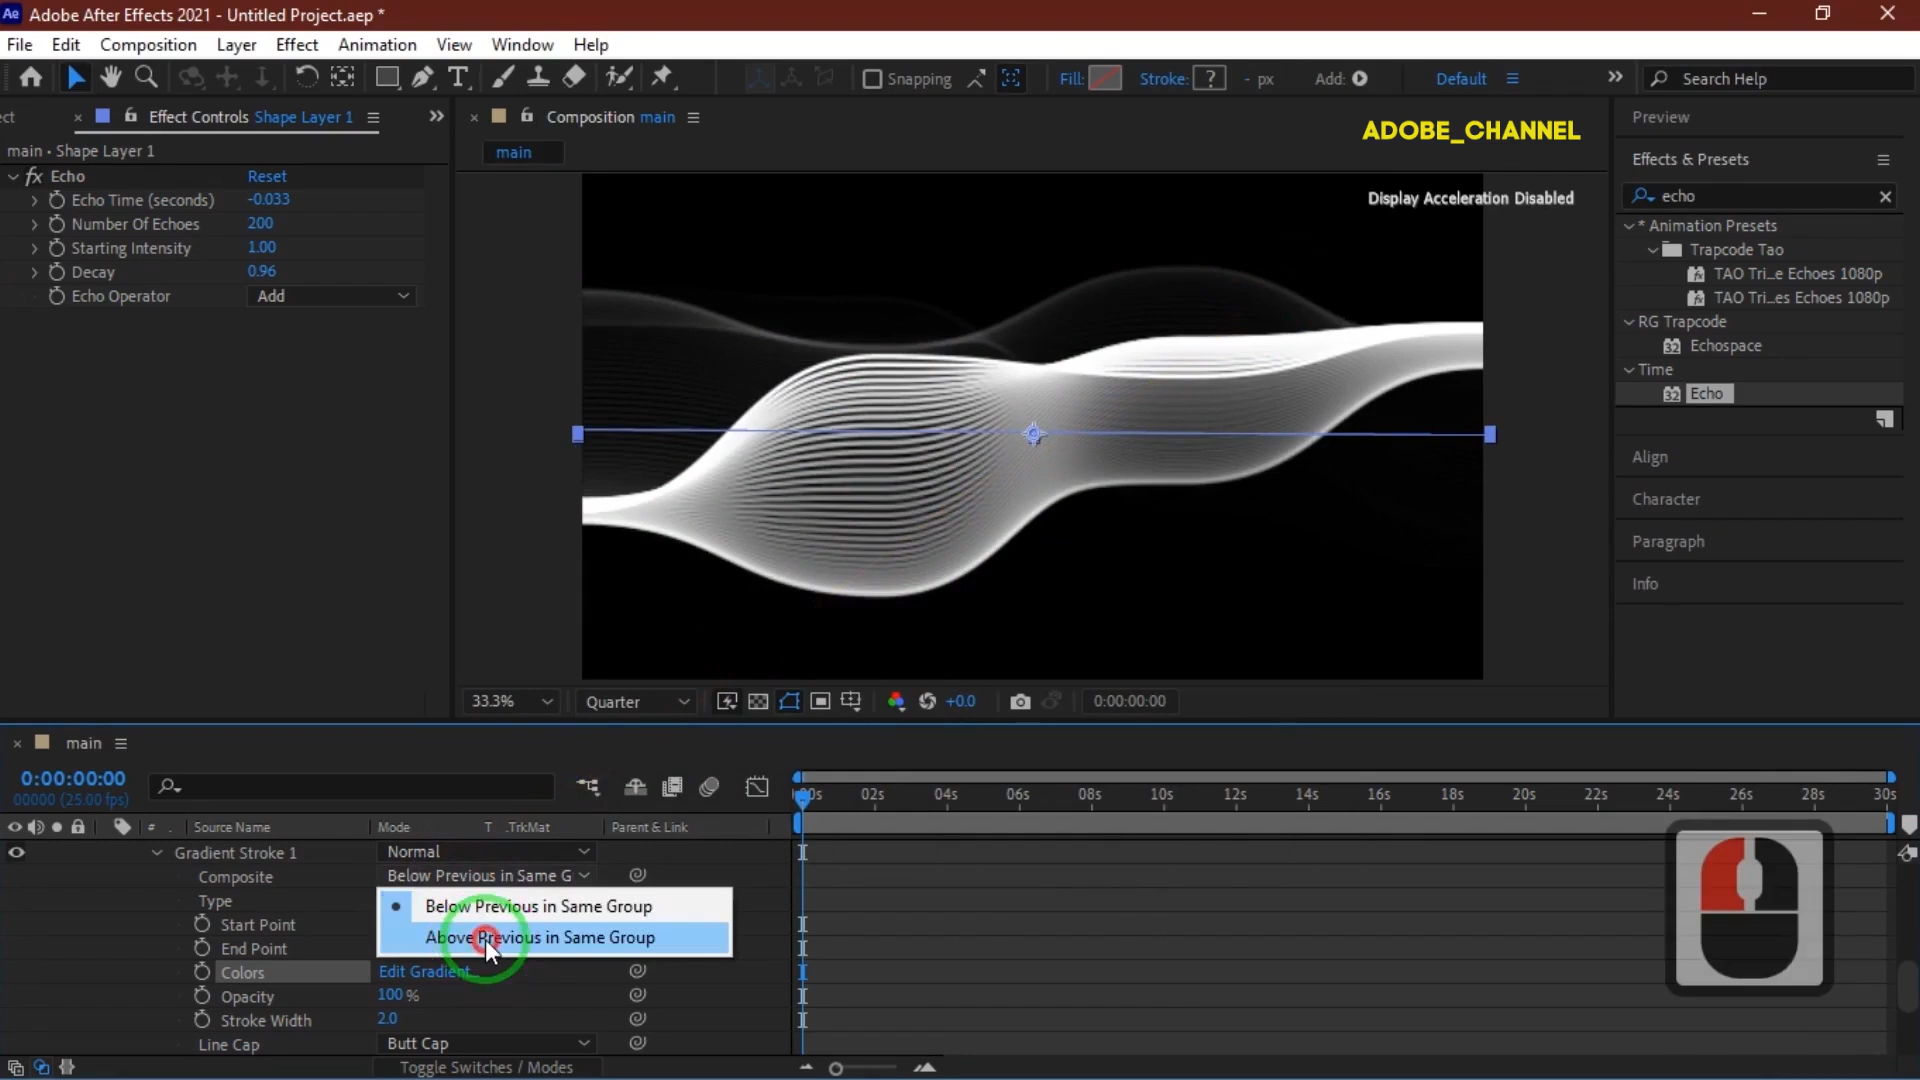 Ae Adobe After Effects 2021 - Untitled Project.aep *
File Edit Composition Layer Effect Animation View Window Help
Snapping Fill: Stroke: ? - px Add: Default Search Help
ect × Effect Controls Shape Layer 1
× Composition main
ADOBE_CHANNEL
Preview
main • Shape Layer 1
main
Effects & Presets
fx Echo Reset
Echo Time (seconds) -0.033
Number Of Echoes 200
Starting Intensity 1.00
Decay 0.96
Echo Operator Add
Display Acceleration Disabled
echo
* Animation Presets
Trapcode Tao
TAO Tri...e Echoes 1080p
TAO Tri...es Echoes 1080p
RG Trapcode
32 Echospace
Time
32 Echo
Align
Character
Paragraph
Info
33.3% Quarter +0.0 0:00:00:00
× main
0:00:00:00
00000 (25.00 fps)
02s 04s 06s 08s 10s 12s 14s 16s 18s 20s 22s 24s 26s 28s 30s
# . Source Name Mode T .TrkMat Parent & Link
Gradient Stroke 1 Normal
Composite Below Previous in Same G
Type
Below Previous in Same Group
Start Point
Above Previous in Same Group
End Point
Colors Edit Gradient...
Opacity 100 %
Stroke Width 2.0
Line Cap Butt Cap
Toggle Switches / Modes